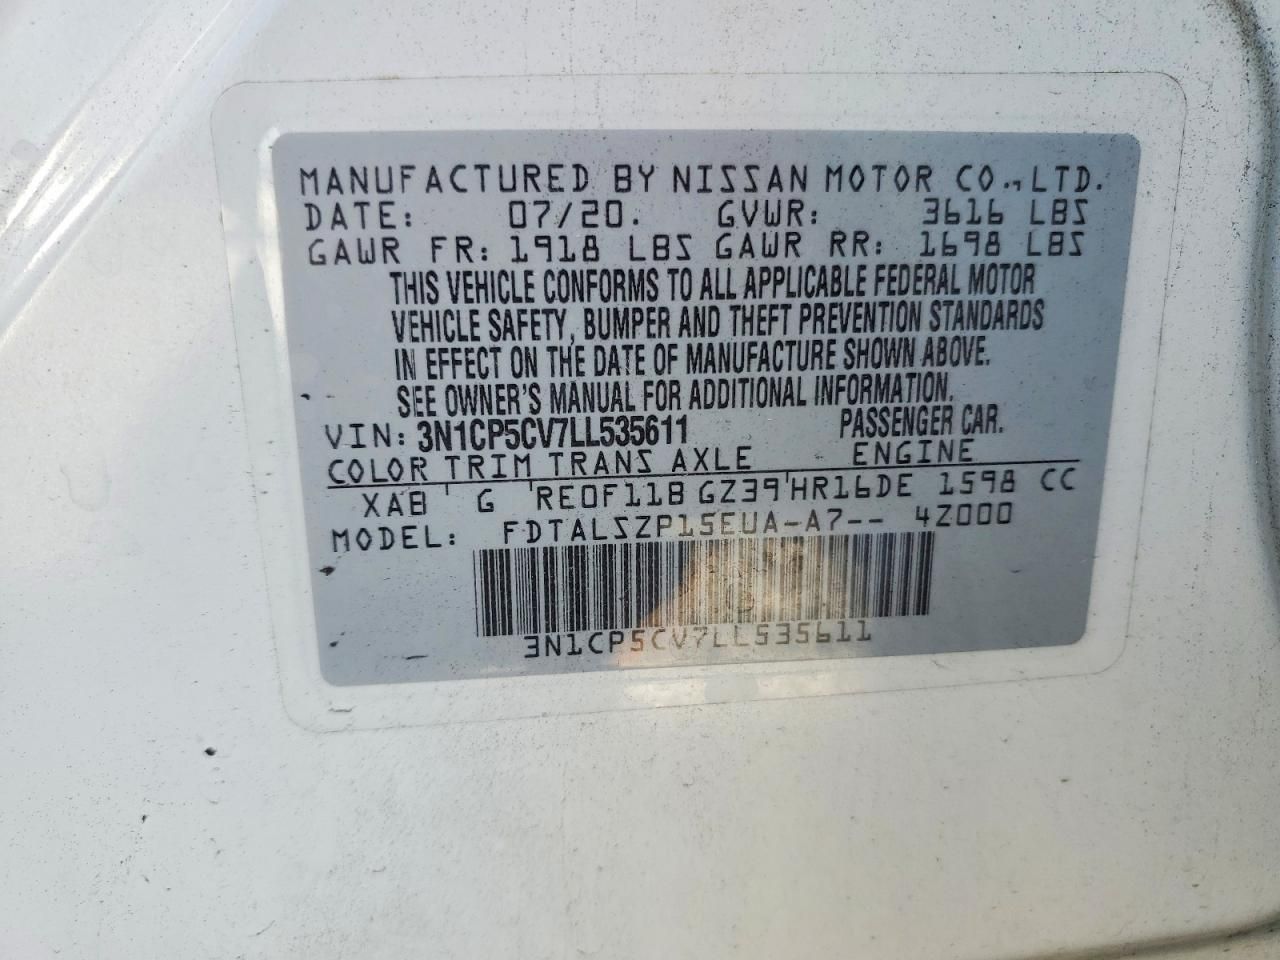 MANUFACTURED BY NISSAN MOTOR CO., LTD.
DATE: 07/20. GVWR: 3616 LBS
GAWR FR: 1918 LBS GAWR RR: 1698 LBS
THIS VEHICLE CONFORMS TO ALL APPLICABLE FEDERAL MOTOR
VEHICLE SAFETY, BUMPER AND THEFT PREVENTION STANDARDS
IN EFFECT ON THE DATE OF MANUFACTURE SHOWN ABOVE.
SEE OWNER'S MANUAL FOR ADDITIONAL INFORMATION.
VIN: 3N1CP5CV7LL535611 PASSENGER CAR.
COLOR TRIM TRANS AXLE ENGINE
XAB G RE0F11B GZ39 HR16DE 1598 CC
MODEL: FDTALSZP15EUA-A7-- 4Z000
3N1CP5CV7LL535611